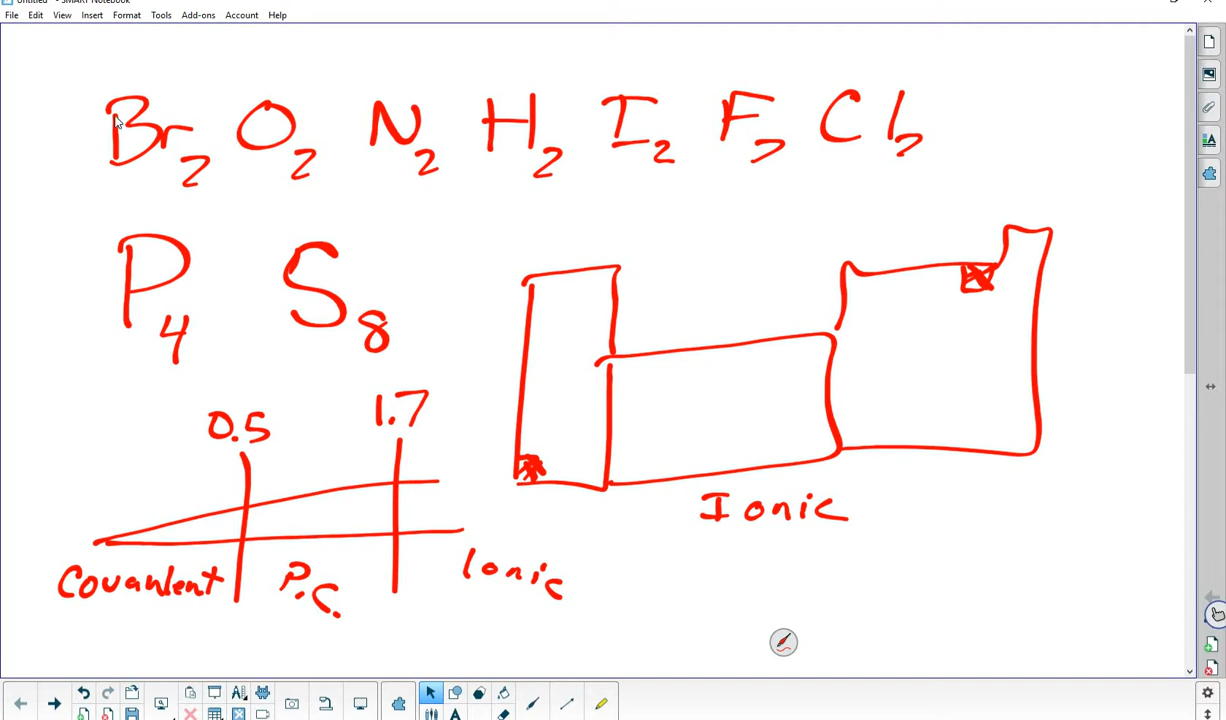 Untitled* - SMART Notebook
File Edit View Insert Format Tools Add-ons Account Help
Br2 O2 N2 H2 I2 F2 Cl2
P4 S8
0.5 1.7
Covanlent P.C. Ionic
Ionic